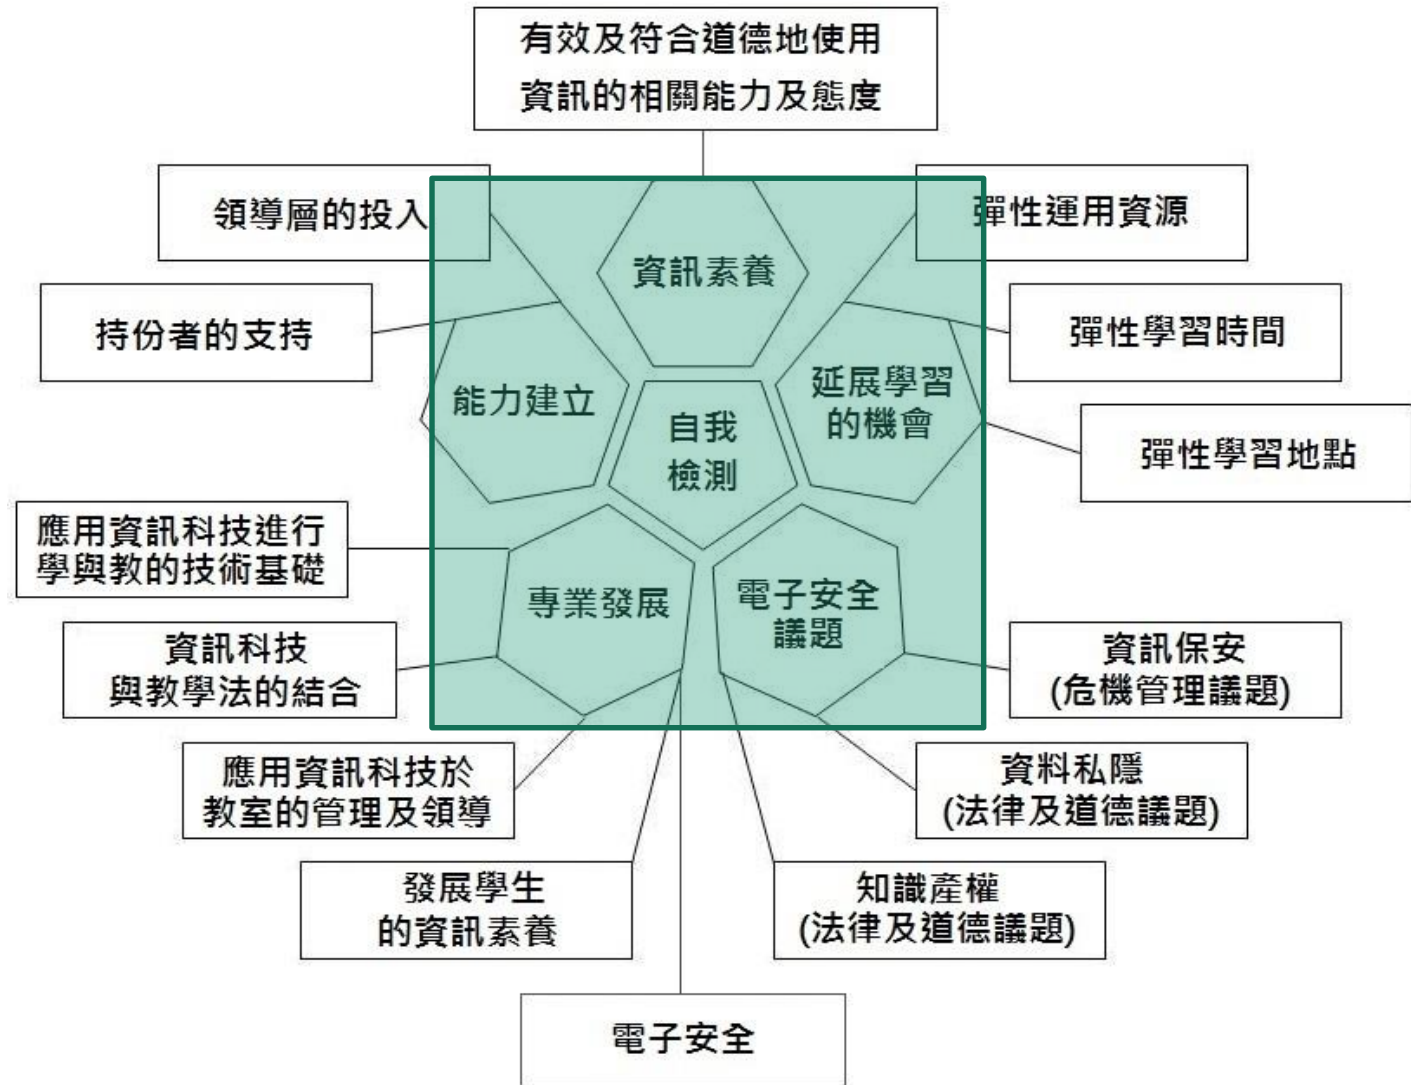 有效及符合道德地使用
資訊的相關能力及態度
領導層的投入
彈性運用資源
資訊素養
持份者的支持
彈性學習時間
能力建立
延展學習
的機會
自我
檢測
彈性學習地點
應用資訊科技進行
學與教的技術基礎
專業發展
電子安全
議題
資訊科技
與教學法的結合
資訊保安
(危機管理議題)
應用資訊科技於
教室的管理及領導
資料私隱
(法律及道德議題)
發展學生
的資訊素養
知識產權
(法律及道德議題)
電子安全